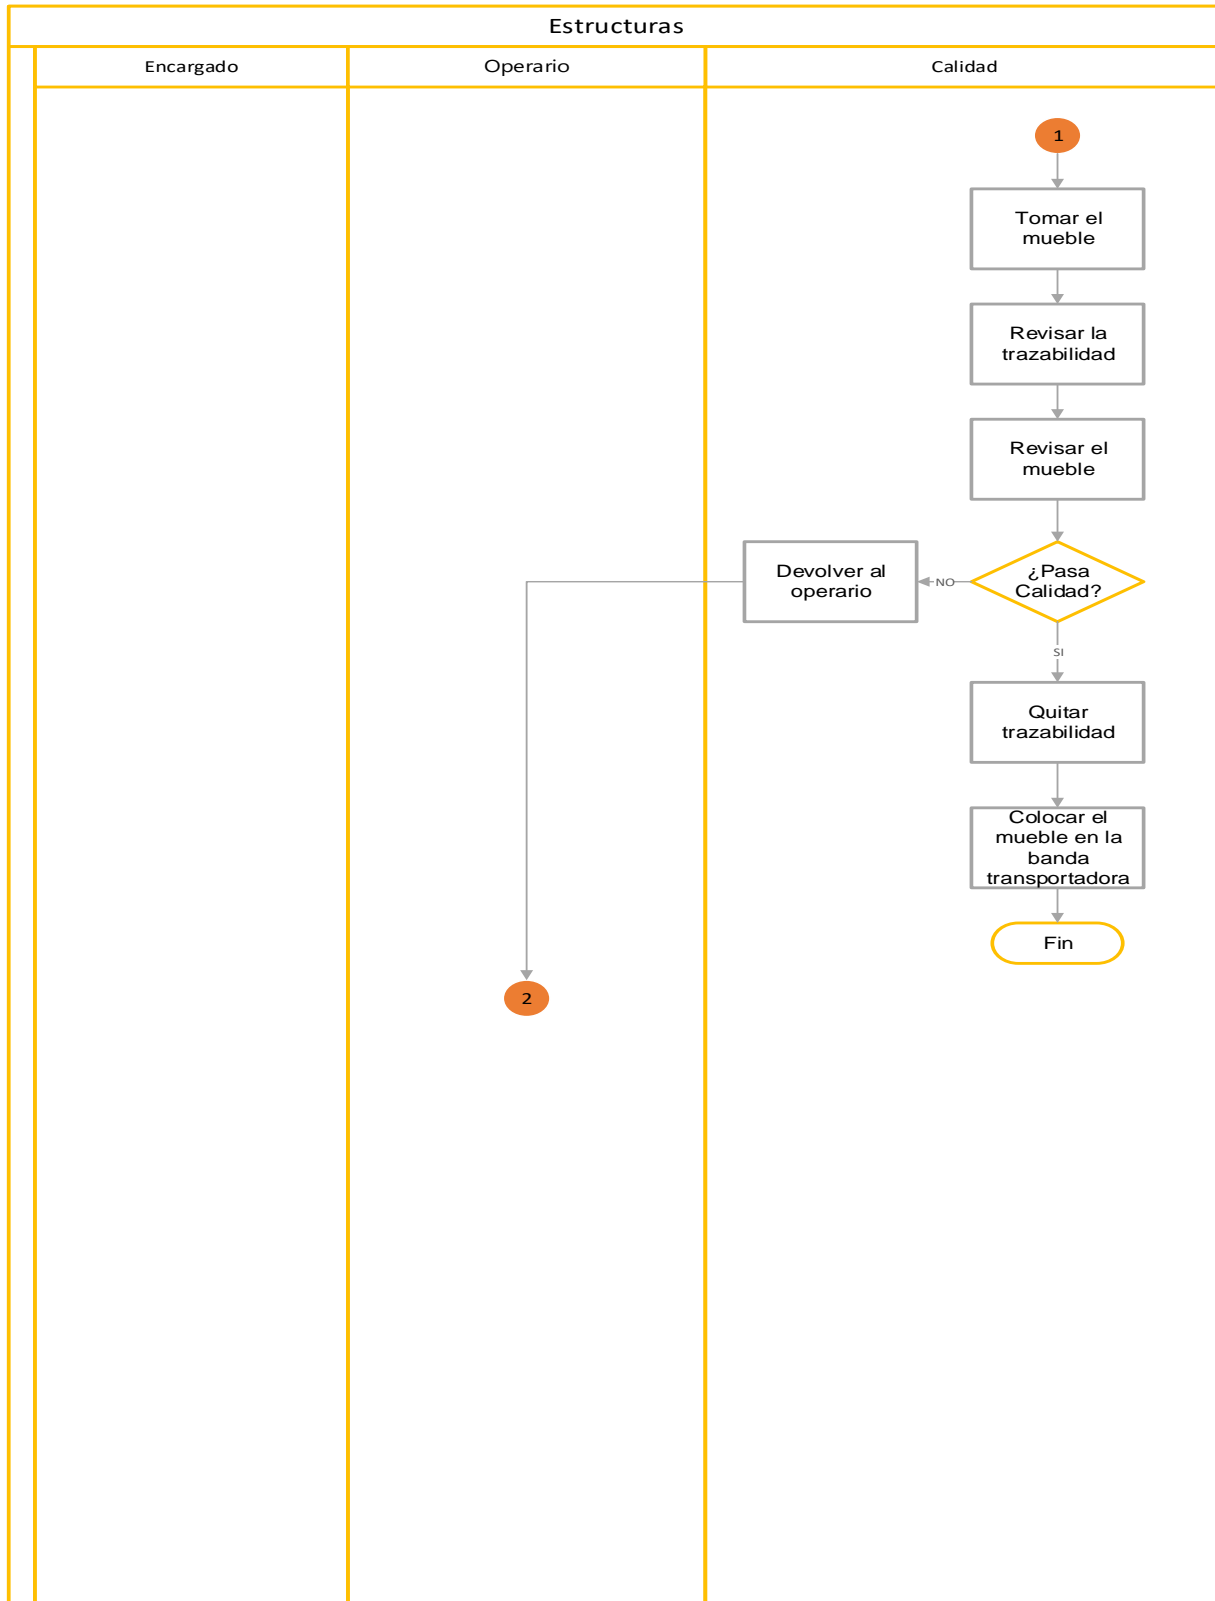 Estructuras
Encargado
Operario
Calidad
1
Tomar el
mueble
Revisar la
trazabilidad
Revisar el
mueble
¿Pasa
Calidad?
NO
Devolver al
operario
SI
Quitar
trazabilidad
Colocar el
mueble en la
banda
transportadora
Fin
2